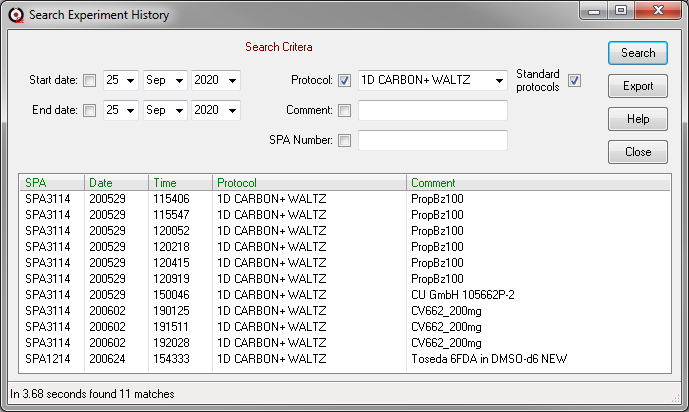 Search Experiment History
Search Critera
Start date: 25 Sep 2020 Protocol: 1D CARBON+ WALTZ Standard protocols Search
End date: 25 Sep 2020 Comment: Export
SPA Number: Help
Close
SPA Date Time Protocol Comment
SPA3114 200529 115406 1D CARBON+ WALTZ PropBz100
SPA3114 200529 115547 1D CARBON+ WALTZ PropBz100
SPA3114 200529 120052 1D CARBON+ WALTZ PropBz100
SPA3114 200529 120218 1D CARBON+ WALTZ PropBz100
SPA3114 200529 120415 1D CARBON+ WALTZ PropBz100
SPA3114 200529 120919 1D CARBON+ WALTZ PropBz100
SPA3114 200529 150046 1D CARBON+ WALTZ CU GmbH 105662P-2
SPA3114 200602 190125 1D CARBON+ WALTZ CV662_200mg
SPA3114 200602 191511 1D CARBON+ WALTZ CV662_200mg
SPA3114 200602 192028 1D CARBON+ WALTZ CV662_200mg
SPA1214 200624 154333 1D CARBON+ WALTZ Toseda 6FDA in DMSO-d6 NEW
In 3.68 seconds found 11 matches